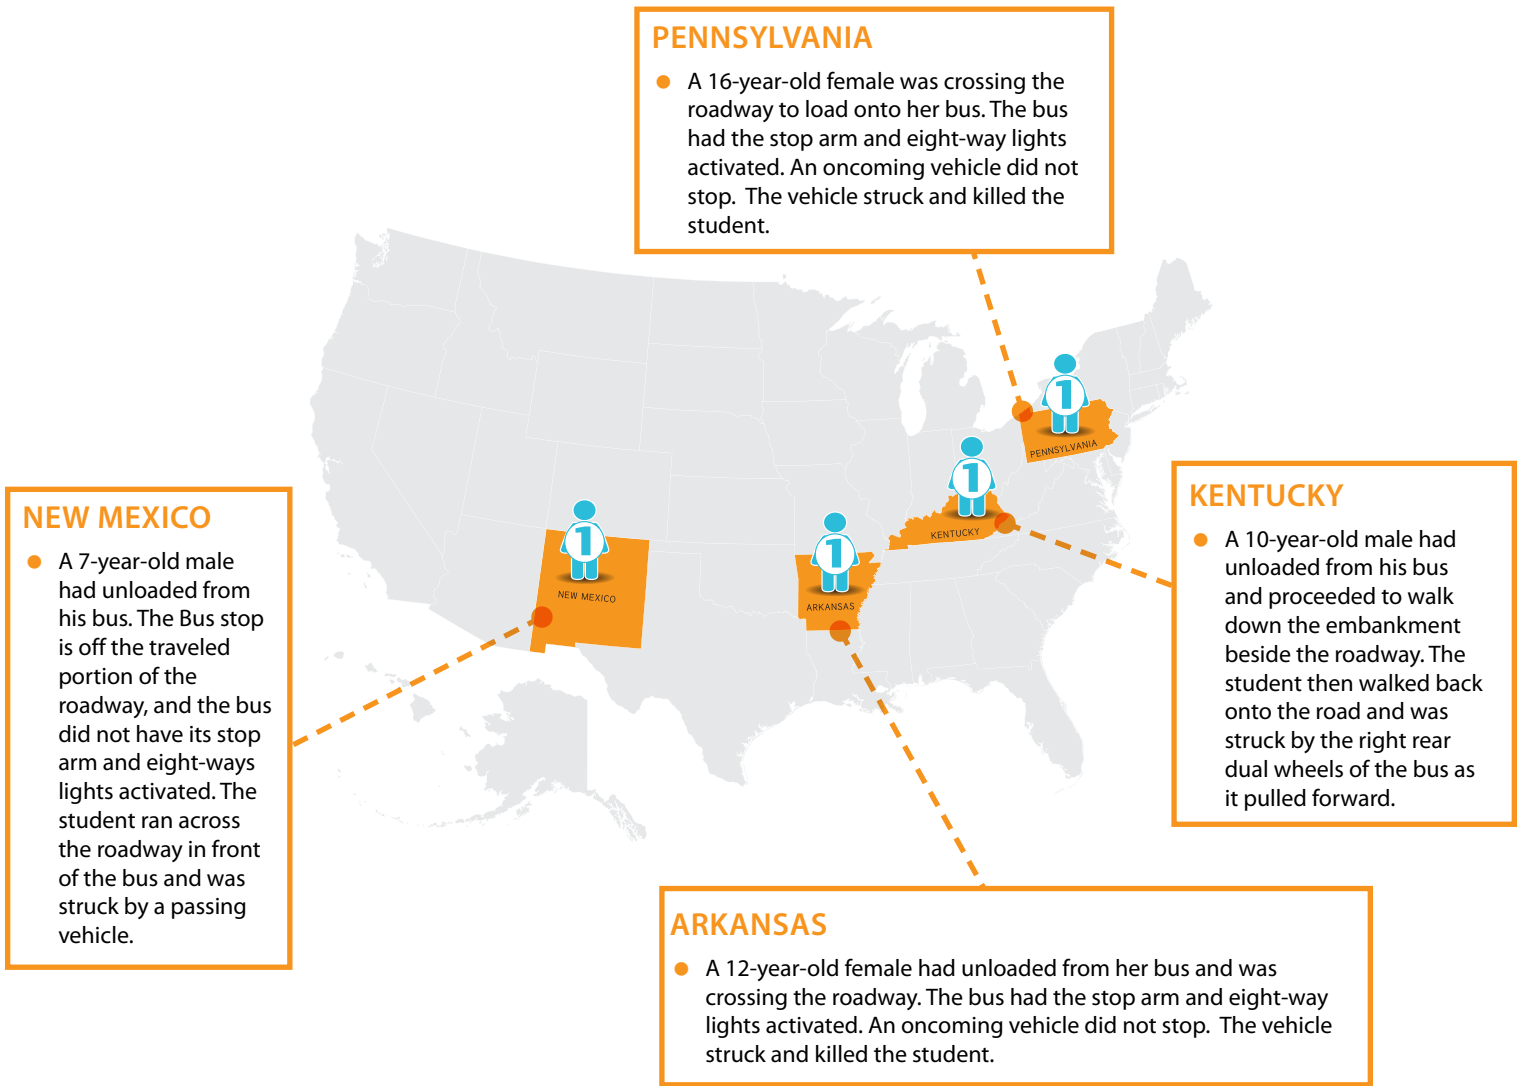 PENNSYLVANIA
A 16-year-old female was crossing the
roadway to load onto her bus. The bus
had the stop arm and eight-way lights
activated. An oncoming vehicle did not
stop.  The vehicle struck and killed the
student.
1
PENNSYLVANIA
1
KENTUCKY
1
NEW MEXICO
1
ARKANSAS
NEW MEXICO
A 7-year-old male
had unloaded from
his bus. The Bus stop
is off the traveled
portion of the
roadway, and the bus
did not have its stop
arm and eight-ways
lights activated. The
student ran across
the roadway in front
of the bus and was
struck by a passing
vehicle.
KENTUCKY
A 10-year-old male had
unloaded from his bus
and proceeded to walk
down the embankment
beside the roadway. The
student then walked back
onto the road and was
struck by the right rear
dual wheels of the bus as
it pulled forward.
ARKANSAS
A 12-year-old female had unloaded from her bus and was
crossing the roadway. The bus had the stop arm and eight-way
lights activated. An oncoming vehicle did not stop.  The vehicle
struck and killed the student.